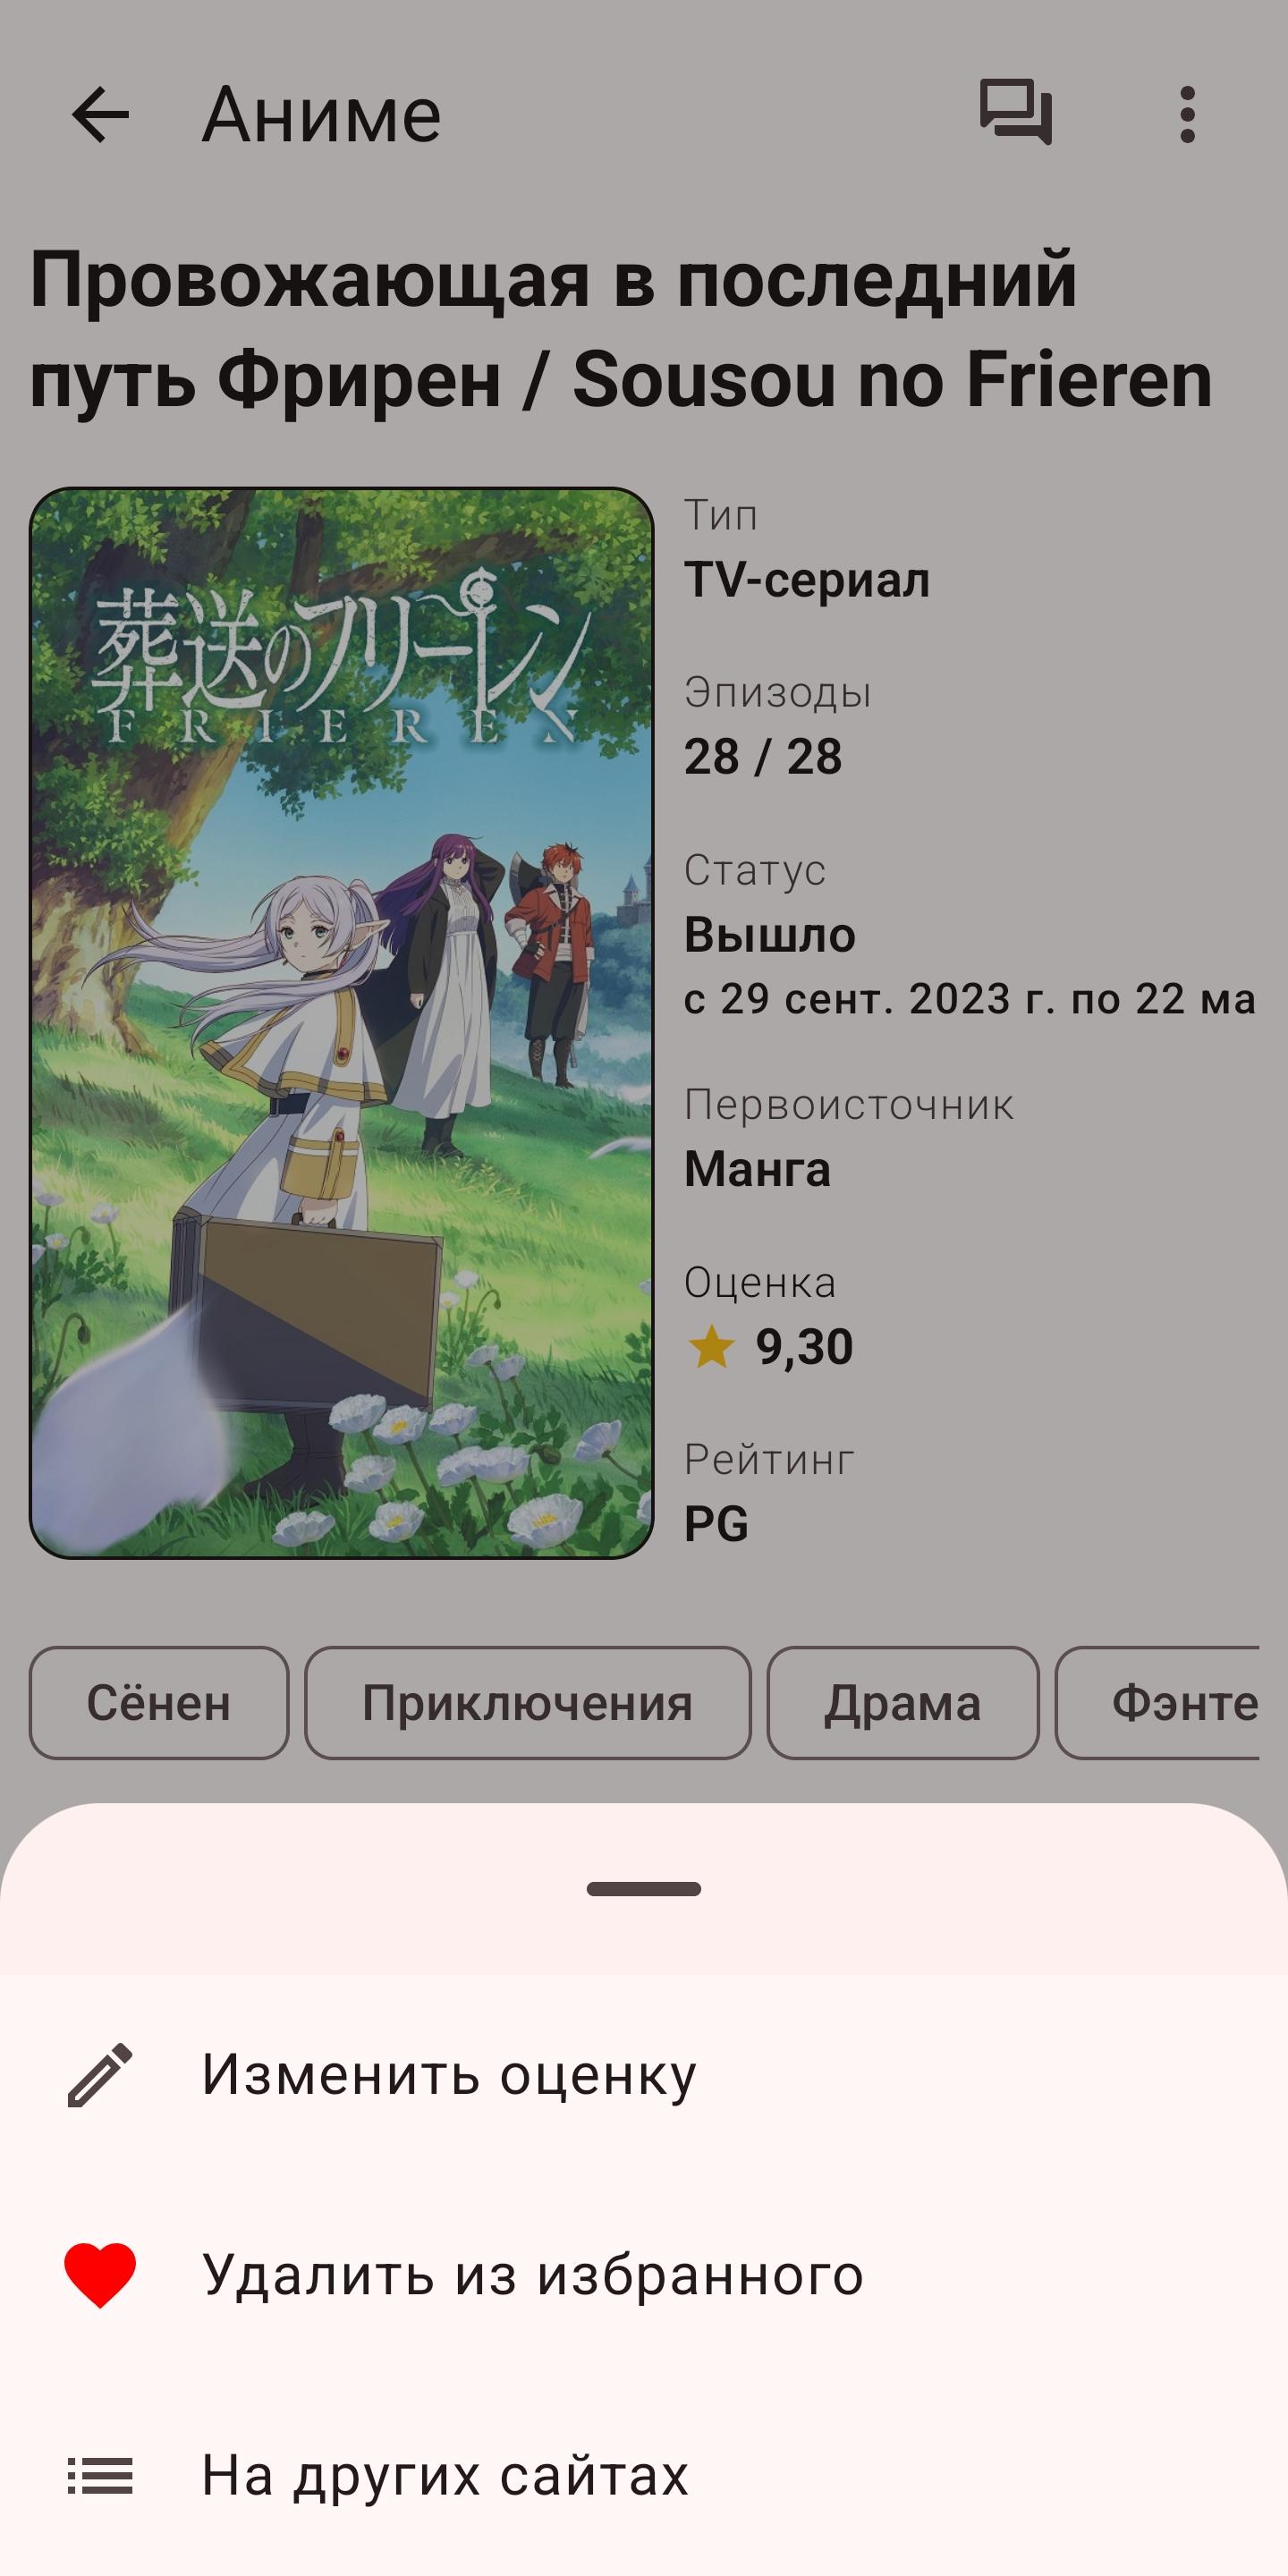 Аниме
Провожающая в последний
путь Фрирен / Sousou no Frieren
葬送のフリーレン
FRIEREN
Тип
TV-сериал
Эпизоды
28 / 28
Статус
Вышло
с 29 сент. 2023 г. по 22 ма
Первоисточник
Манга
Оценка
9,30
Рейтинг
PG
Сёнен
Приключения
Драма
Фэнте
Изменить оценку
Удалить из избранного
На других сайтах